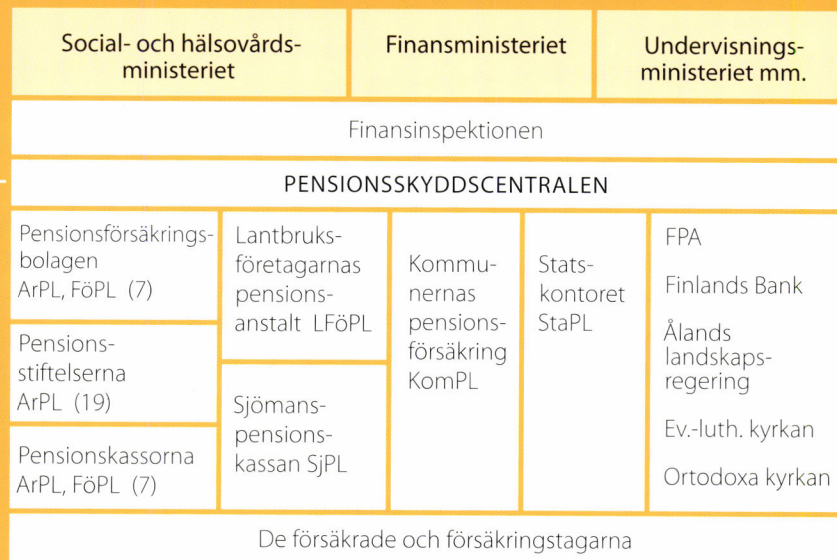 Social- och hälsovårds-
ministeriet
Finansministeriet
Undervisnings-
ministeriet mm.
Finansinspektionen
PENSIONSSKYDDSCENTRALEN
Pensionsförsäkrings-
bolagen
ArPL, FöPL (7)
Pensions-
stiftelserna
ArPL (19)
Pensionskassorna
ArPL, FöPL (7)
Lantbruks-
företagarnas
pensions-
anstalt LFöPL
Sjömans-
pensions-
kassan SjPL
Kommu-
nernas
pensions-
försäkring
KomPL
Stats-
kontoret
StaPL
FPA
Finlands Bank
Ålands
landskaps-
regering
Ev.-luth. kyrkan
Ortodoxa kyrkan
De försäkrade och försäkringstagarna